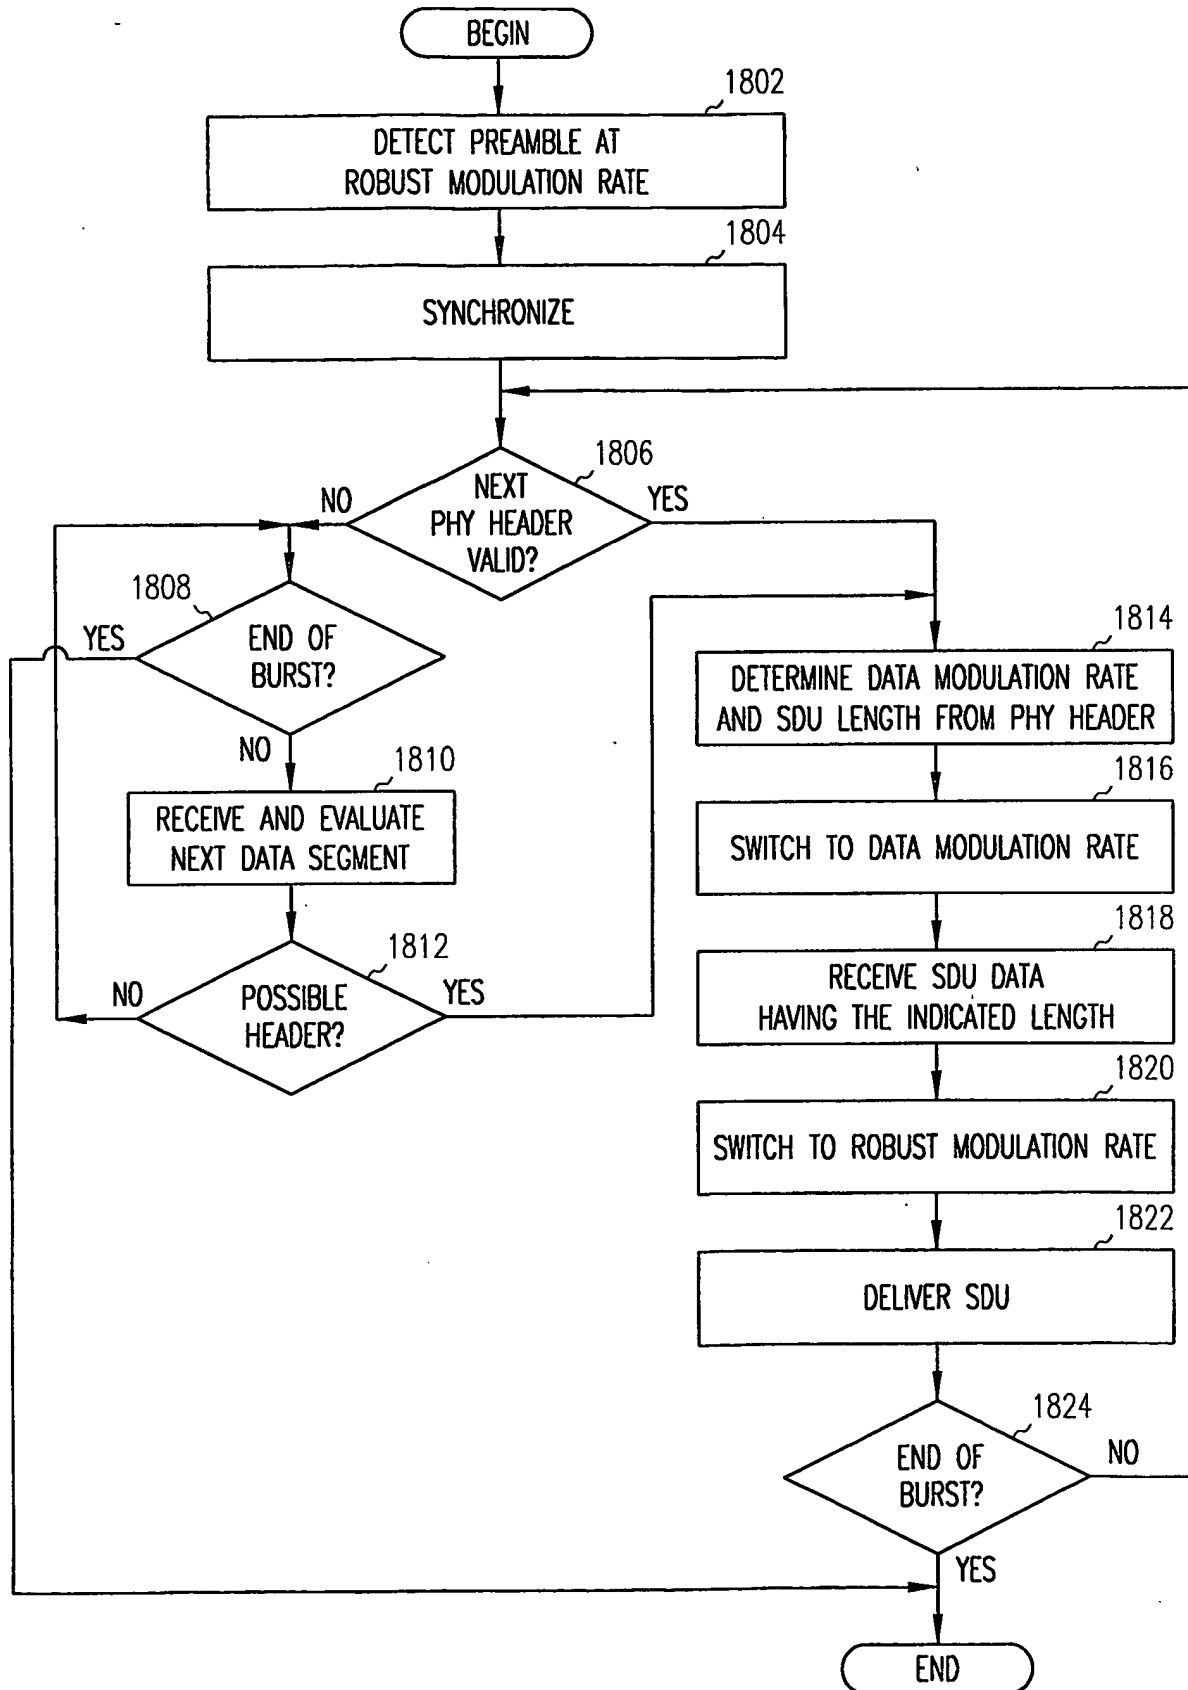 BEGIN
1802
DETECT PREAMBLE AT
ROBUST MODULATION RATE
1804
SYNCHRONIZE
1806
NEXT
PHY HEADER
VALID?
NO
YES
1808
END OF
BURST?
YES
NO
1810
RECEIVE AND EVALUATE
NEXT DATA SEGMENT
1812
POSSIBLE
HEADER?
NO
YES
1814
DETERMINE DATA MODULATION RATE
AND SDU LENGTH FROM PHY HEADER
1816
SWITCH TO DATA MODULATION RATE
1818
RECEIVE SDU DATA
HAVING THE INDICATED LENGTH
1820
SWITCH TO ROBUST MODULATION RATE
1822
DELIVER SDU
1824
END OF
BURST?
NO
YES
END